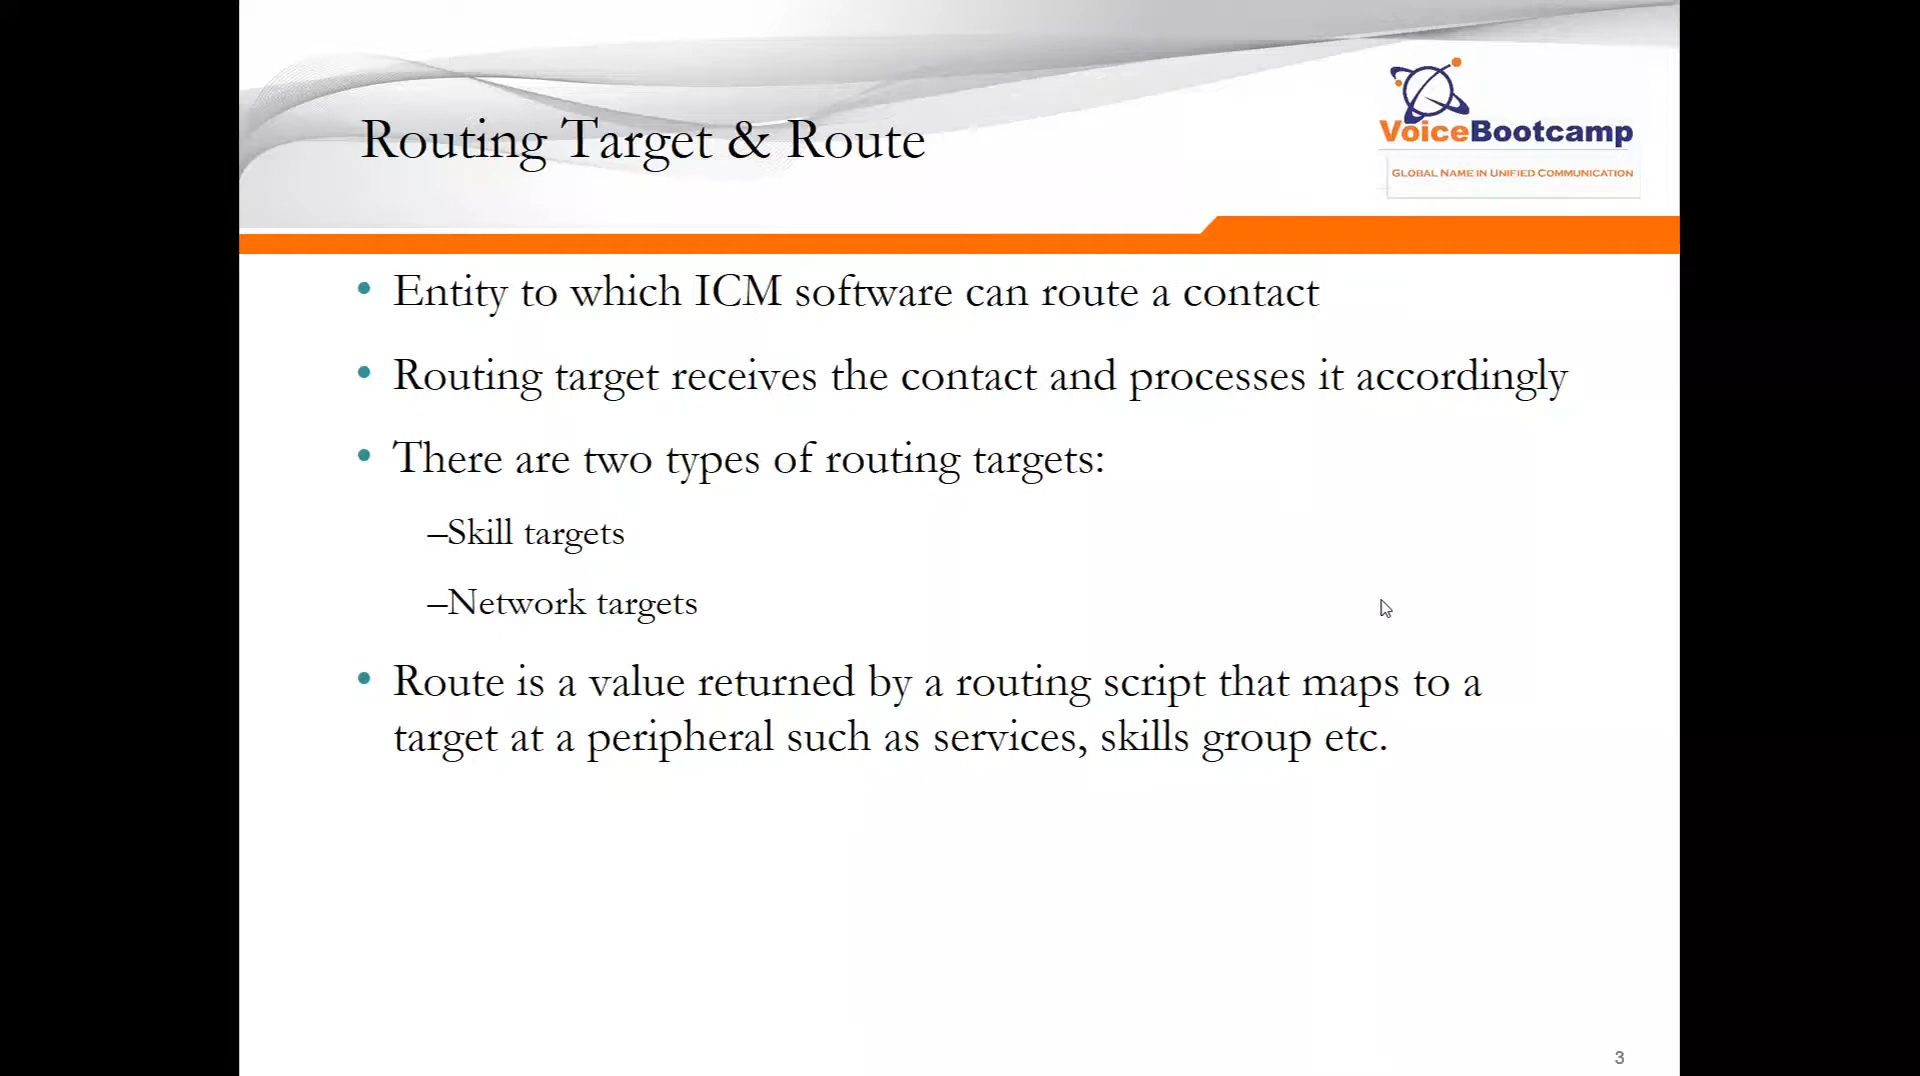 VoiceBootcamp
GLOBAL NAME IN UNIFIED COMMUNICATION
Routing Target & Route
• Entity to which ICM software can route a contact
• Routing target receives the contact and processes it accordingly
• There are two types of routing targets:
–Skill targets
–Network targets
• Route is a value returned by a routing script that maps to a
target at a peripheral such as services, skills group etc.
3